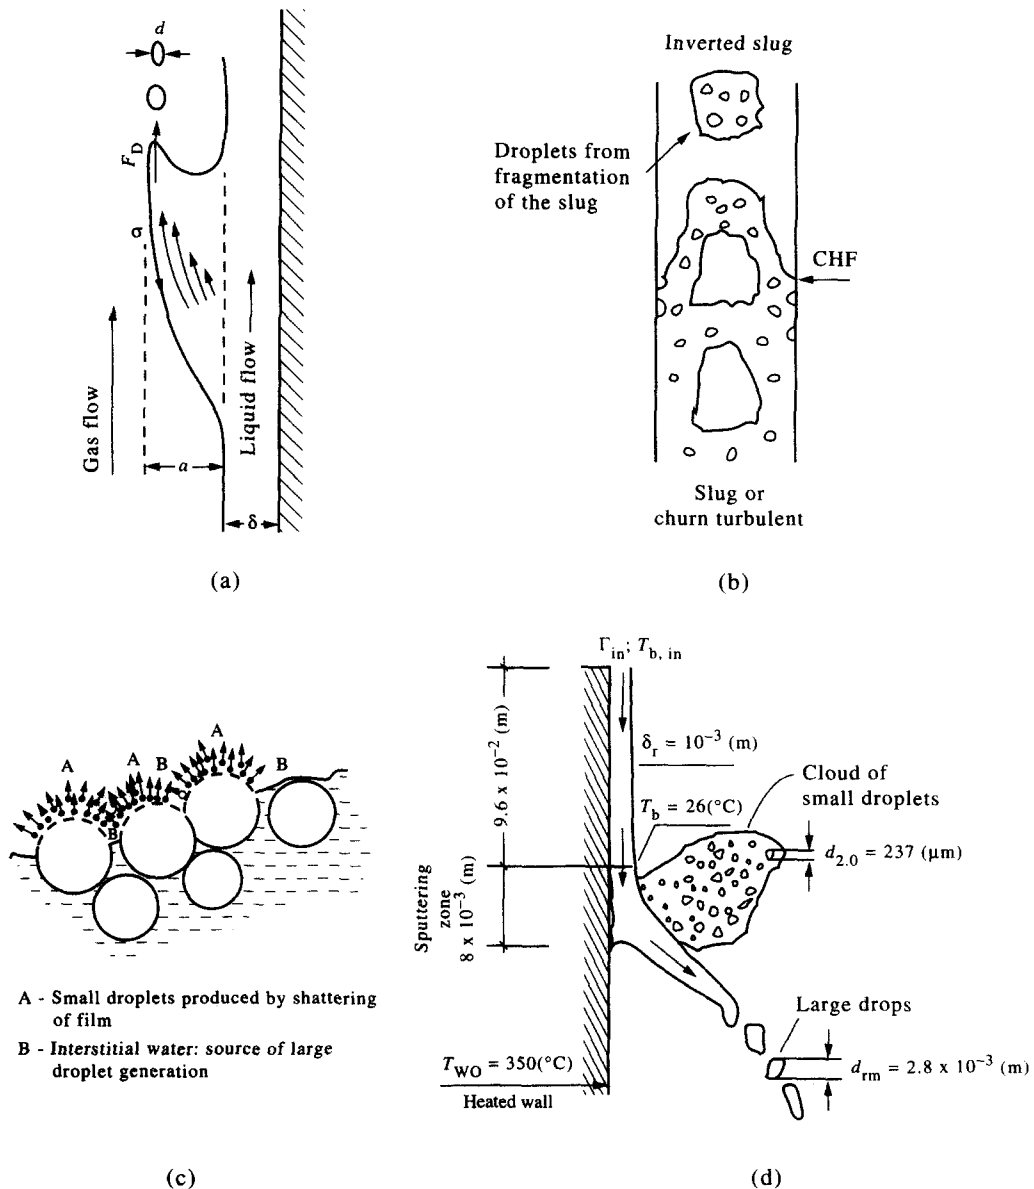 d
F_D
σ
Gas flow
a
Liquid flow
δ
(a)
Inverted slug
Droplets from
fragmentation
of the slug
CHF
Slug or
churn turbulent
(b)
A
A
A
B
B
B
A - Small droplets produced by shattering
of film
B - Interstitial water: source of large
droplet generation
(c)
Γ_in; T_b, in
9.6 x 10⁻² (m)
δ_r = 10⁻³ (m)
T_b = 26(°C)
Cloud of
small droplets
d_2.0 = 237 (μm)
Sputtering
zone
8 x 10⁻³ (m)
Large drops
d_rm = 2.8 x 10⁻³ (m)
T_WO = 350(°C)
Heated wall
(d)